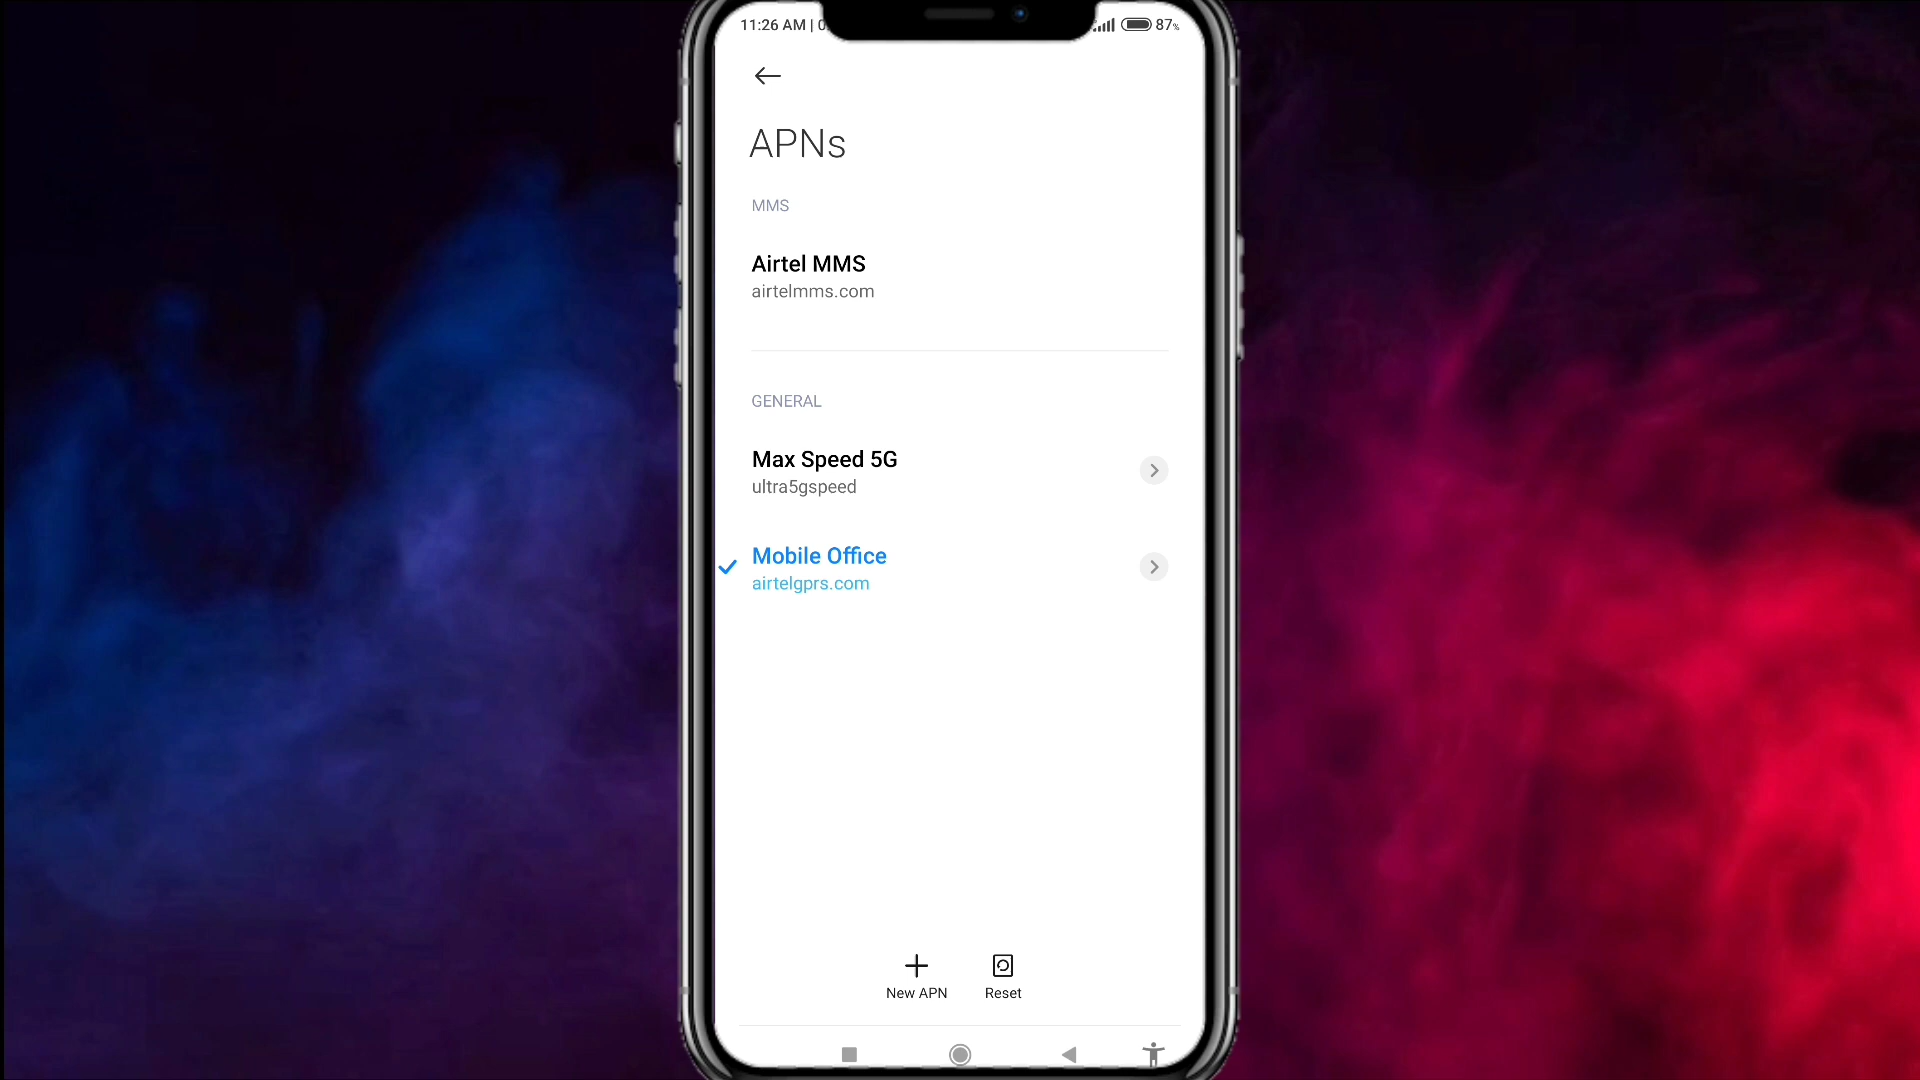 11:26 AM | 0
87%
APNs
MMS
Airtel MMS
airtelmms.com
GENERAL
Max Speed 5G
ultra5gspeed
Mobile Office
airtelgprs.com
New APN
Reset